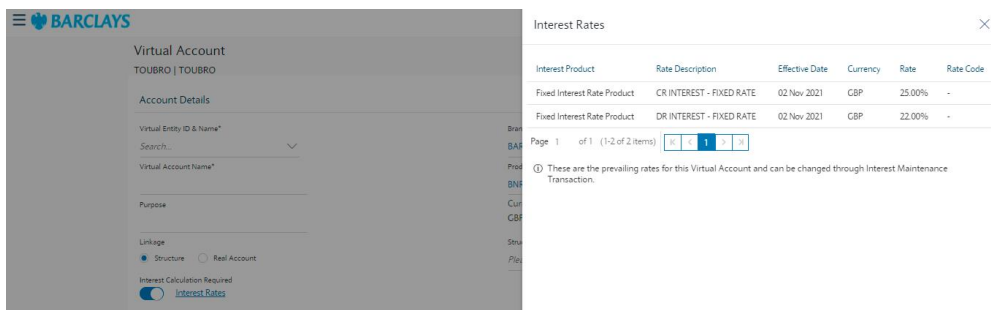 BARCLAYS
Virtual Account
TOUBRO | TOUBRO
Account Details
Virtual Entity ID & Name*
Search...
Virtual Account Name*
Purpose
Linkage
Structure Real Account
Interest Calculation Required
Interest Rates
Bran
BAR
Prod
BNR
Curr
GBP
Stru
Plea
Interest Rates
Interest Product Rate Description Effective Date Currency Rate Rate Code
Fixed Interest Rate Product CR INTEREST - FIXED RATE 02 Nov 2021 GBP 25.00% -
Fixed Interest Rate Product DR INTEREST - FIXED RATE 02 Nov 2021 GBP 22.00% -
Page 1 of 1 (1-2 of 2 items) 1
These are the prevailing rates for this Virtual Account and can be changed through Interest Maintenance
Transaction.